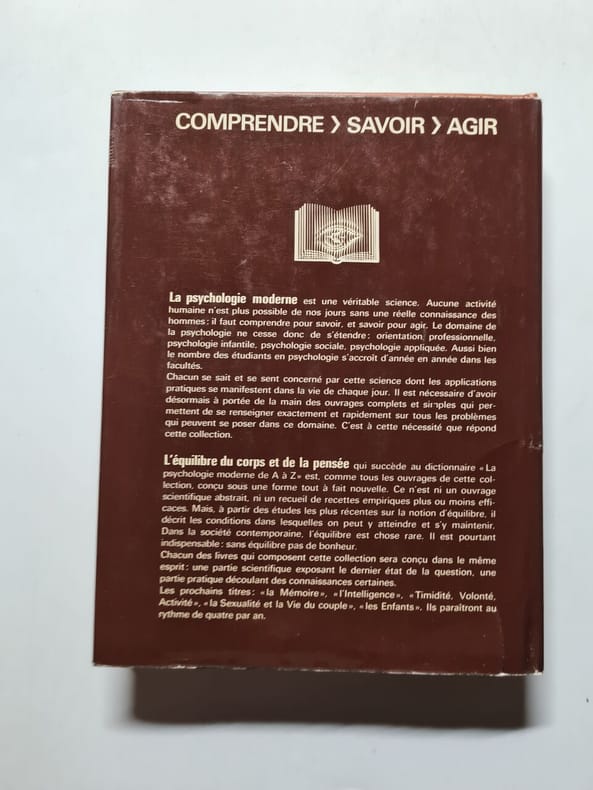 COMPRENDRE › SAVOIR › AGIR
La psychologie moderne est une véritable science. Aucune activité
humaine n'est plus possible de nos jours sans une réelle connaissance des
hommes: il faut comprendre pour savoir, et savoir pour agir. Le domaine de
la psychologie ne cesse donc de s'étendre: orientation professionnelle,
psychologie infantile, psychologie sociale, psychologie appliquée. Aussi bien
le nombre des étudiants en psychologie s'accroît d'année en année dans les
facultés.
Chacun se sait et se sent concerné par cette science dont les applications
pratiques se manifestent dans la vie de chaque jour. Il est nécessaire d'avoir
désormais à portée de la main des ouvrages complets et simples qui per-
mettent de se renseigner exactement et rapidement sur tous les problèmes
qui peuvent se poser dans ce domaine. C'est à cette nécessité que répond
cette collection.
L'équilibre du corps et de la pensée qui succède au dictionnaire «La
psychologie moderne de A à Z» est, comme tous les ouvrages de cette col-
lection, conçu sous une forme tout à fait nouvelle. Ce n'est ni un ouvrage
scientifique abstrait, ni un recueil de recettes empiriques plus ou moins effi-
caces. Mais, à partir des études les plus récentes sur la notion d'équilibre, il
décrit les conditions dans lesquelles on peut y atteindre et s'y maintenir.
Dans la société contemporaine, l'équilibre est chose rare. Il est pourtant
indispensable: sans équilibre pas de bonheur.
Chacun des livres qui composent cette collection sera conçu dans le même
esprit: une partie scientifique exposant le dernier état de la question, une
partie pratique découlant des connaissances certaines.
Les prochains titres: «la Mémoire», «l'Intelligence», «Timidité, Volonté,
Activité», «la Sexualité et la Vie du couple», «les Enfants». Ils paraîtront au
rythme de quatre par an.